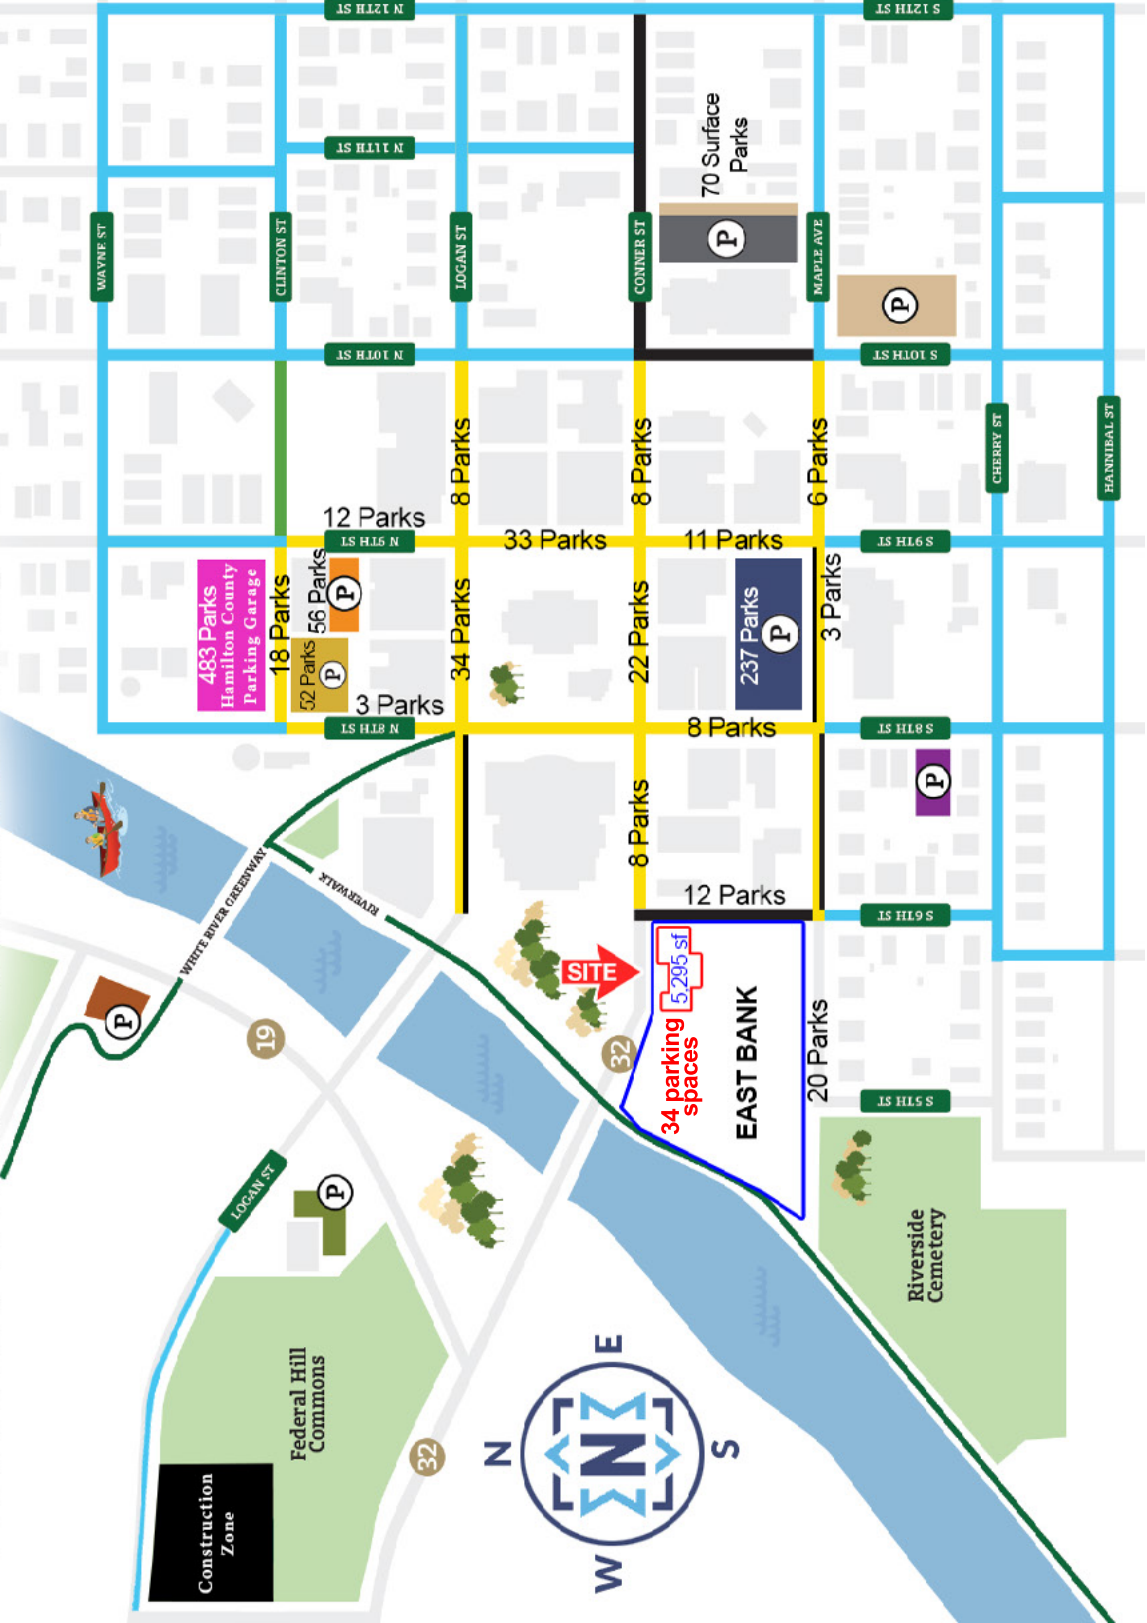 N 12TH ST
S 12TH ST
N 11TH ST
70 Surface
Parks
WAYNE ST
CLINTON ST
LOGAN ST
CONNER ST
MAPLE AVE
P
P
N 10TH ST
S 10TH ST
CHERRY ST
HANNIBAL ST
8 Parks
8 Parks
6 Parks
12 Parks
N 9TH ST
33 Parks
11 Parks
S 9TH ST
483 Parks
Hamilton County
Parking Garage
18 Parks
56 Parks
P
52 Parks
P
34 Parks
22 Parks
237 Parks
P
3 Parks
3 Parks
N 8TH ST
8 Parks
S 8TH ST
P
8 Parks
12 Parks
S 6TH ST
WHITE RIVER GREENWAY
RIVERWALK
SITE
5,295 sf
34 parking
spaces
EAST BANK
20 Parks
S 5TH ST
P
19
32
LOGAN ST
P
Riverside
Cemetery
Federal Hill
Commons
32
Construction
Zone
N
E
S
W
N